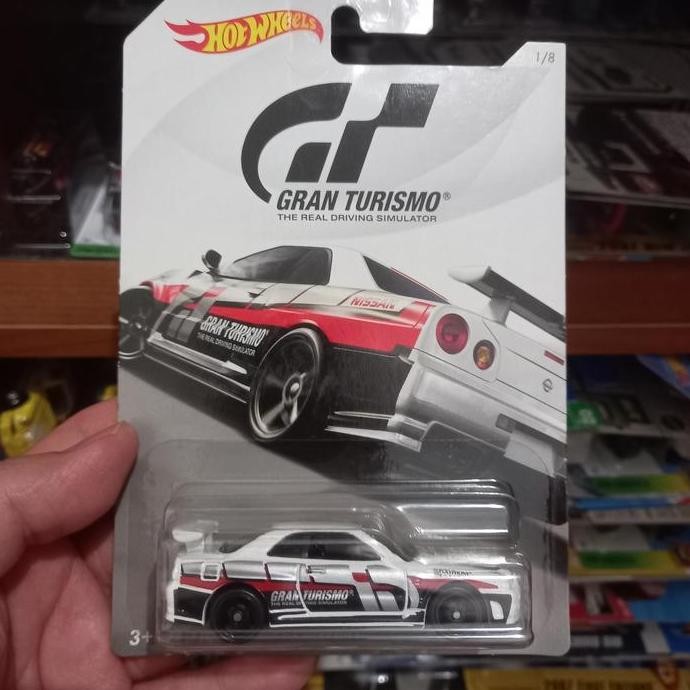 HOT WHEELS
1/8
GT
GRAN TURISMO®
THE REAL DRIVING SIMULATOR
NISSAN
GRAN TURISMO®
THE REAL DRIVING SIMULATOR
GRAN TURISMO®
THE REAL DRIVING SIMULATOR
3+